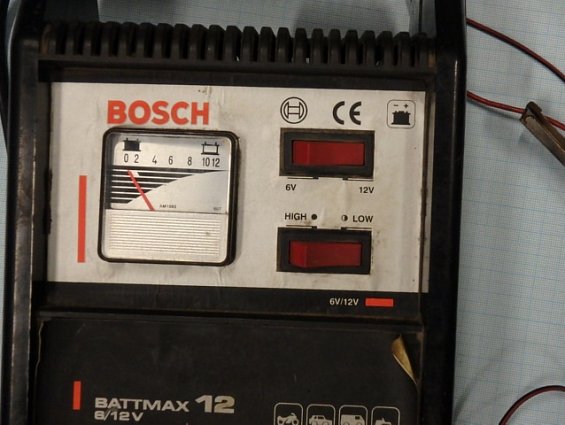 BOSCH
CE
- +
0 2 4 6 8 10 12
6V 12V
HIGH LOW
6V/12V
BATTMAX 12
6/12V